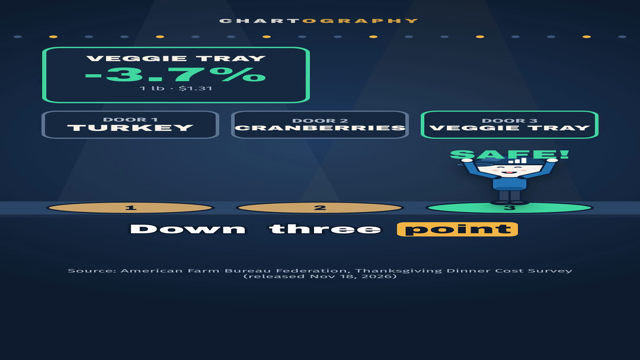 CHARTOGRAPHY
VEGGIE TRAY
-3.7%
1 lb · $1.31
DOOR 1
TURKEY
DOOR 2
CRANBERRIES
DOOR 3
VEGGIE TRAY
SAFE!
1
2
3
Down three point
Source: American Farm Bureau Federation, Thanksgiving Dinner Cost Survey
(released Nov 18, 2026)